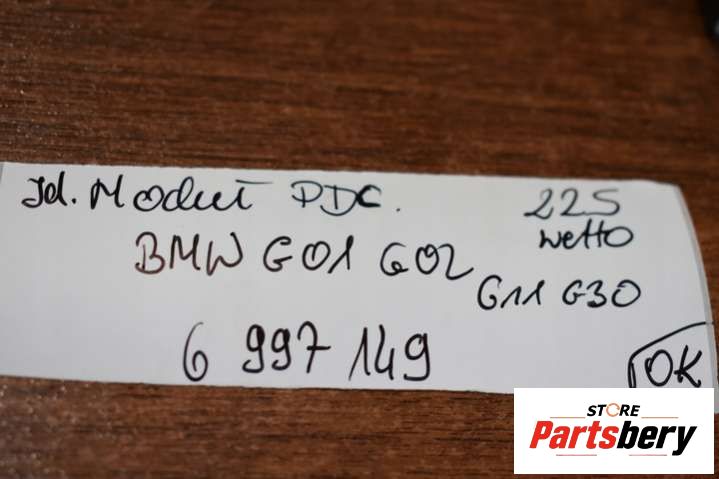 Jd. Moduł PDC. 225
netto
BMW G01 G02
G11 G30
6 997 149
OK
STORE
Partsbery